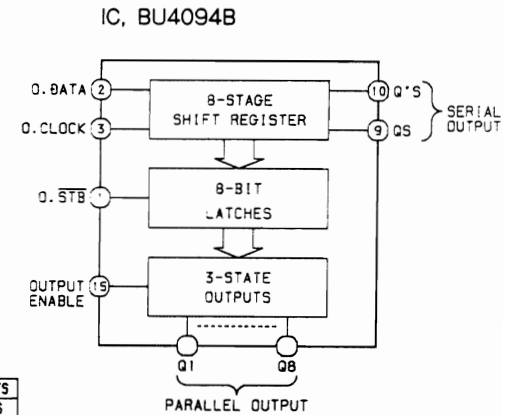 IC, BU4094B
O.DATA 2
8-STAGE
SHIFT REGISTER
10 Q'S
O.CLOCK 3
9 QS
SERIAL
OUTPUT
O.STB 1
8-BIT
LATCHES
OUTPUT
ENABLE 15
3-STATE
OUTPUTS
Q1 Q8
PARALLEL OUTPUT